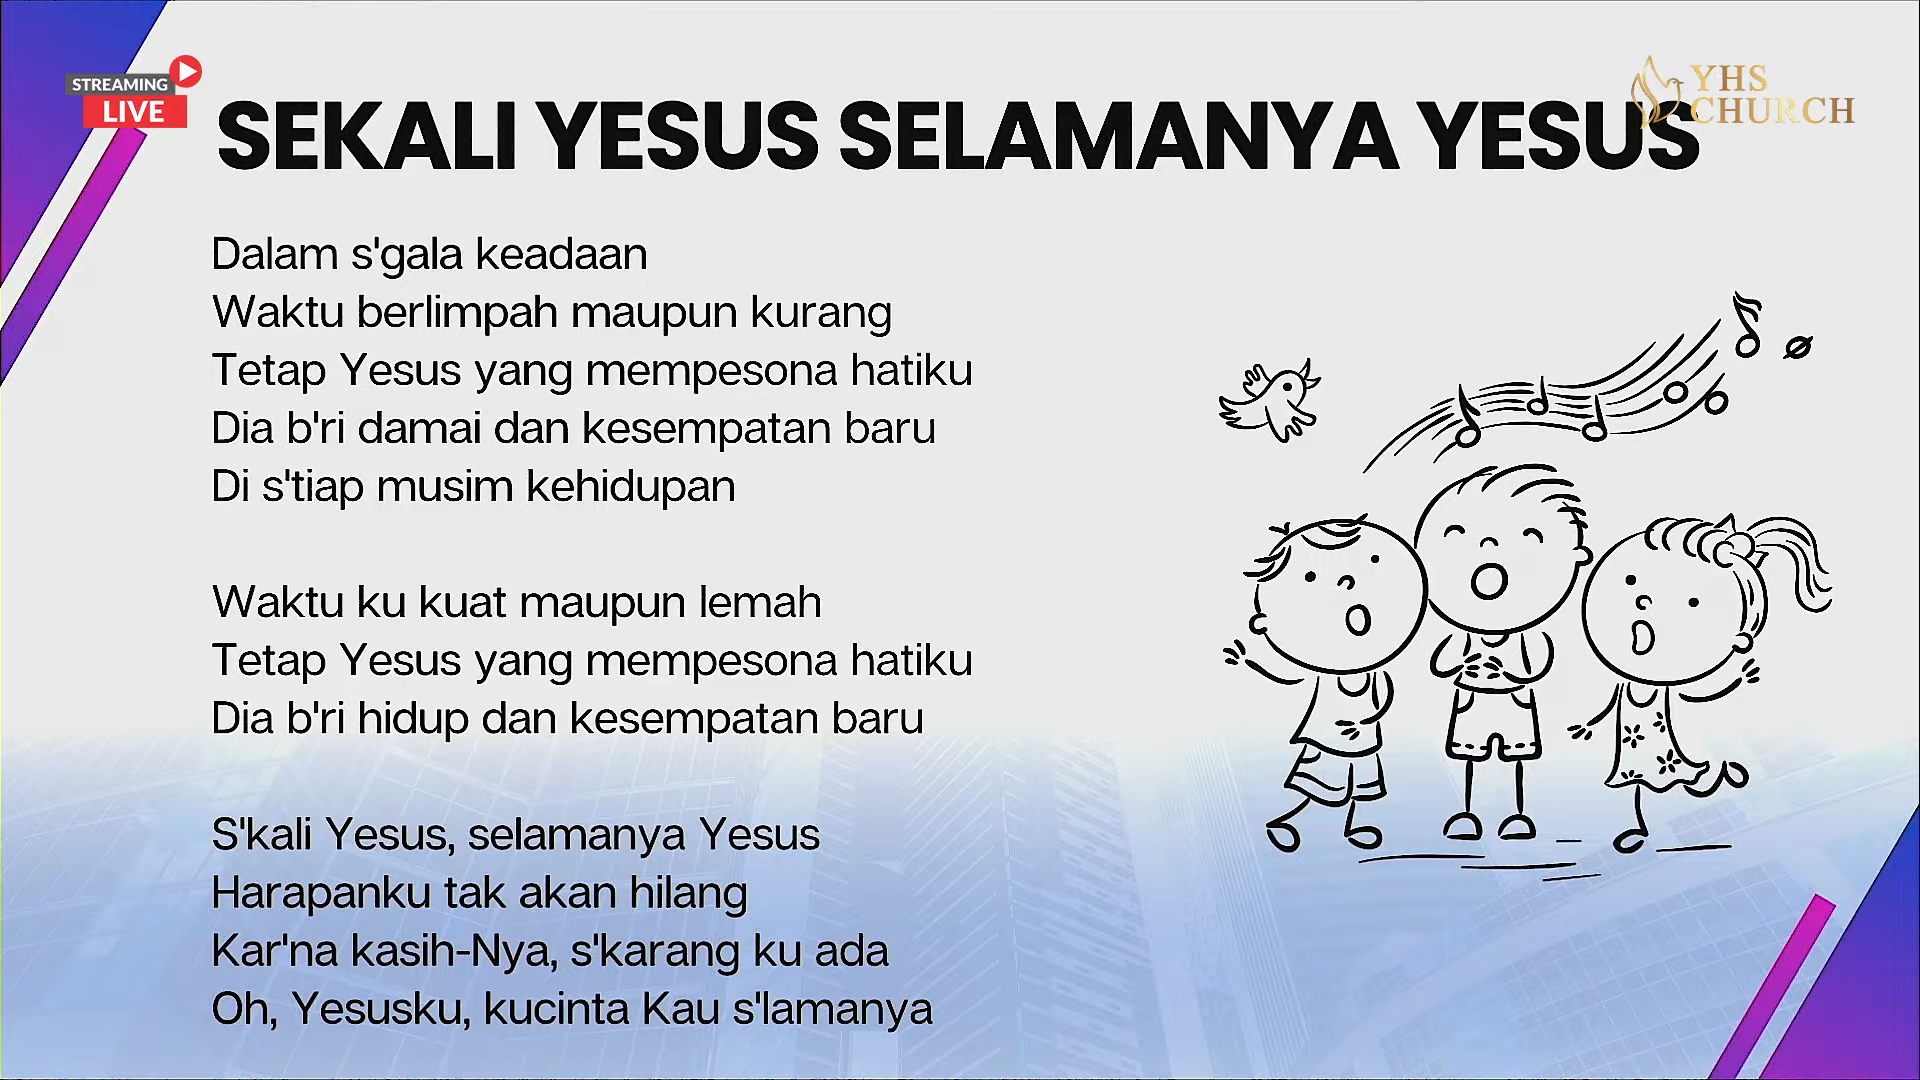 STREAMING
LIVE
YHS
CHURCH
SEKALI YESUS SELAMANYA YESUS
Dalam s'gala keadaan
Waktu berlimpah maupun kurang
Tetap Yesus yang mempesona hatiku
Dia b'ri damai dan kesempatan baru
Di s'tiap musim kehidupan
Waktu ku kuat maupun lemah
Tetap Yesus yang mempesona hatiku
Dia b'ri hidup dan kesempatan baru
S'kali Yesus, selamanya Yesus
Harapanku tak akan hilang
Kar'na kasih-Nya, s'karang ku ada
Oh, Yesusku, kucinta Kau s'lamanya